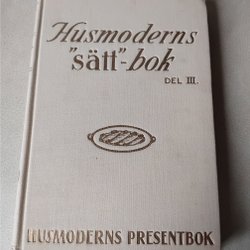 Husmoderns
"sätt"-bok
DEL III.
HUSMODERNS PRESENTBOK